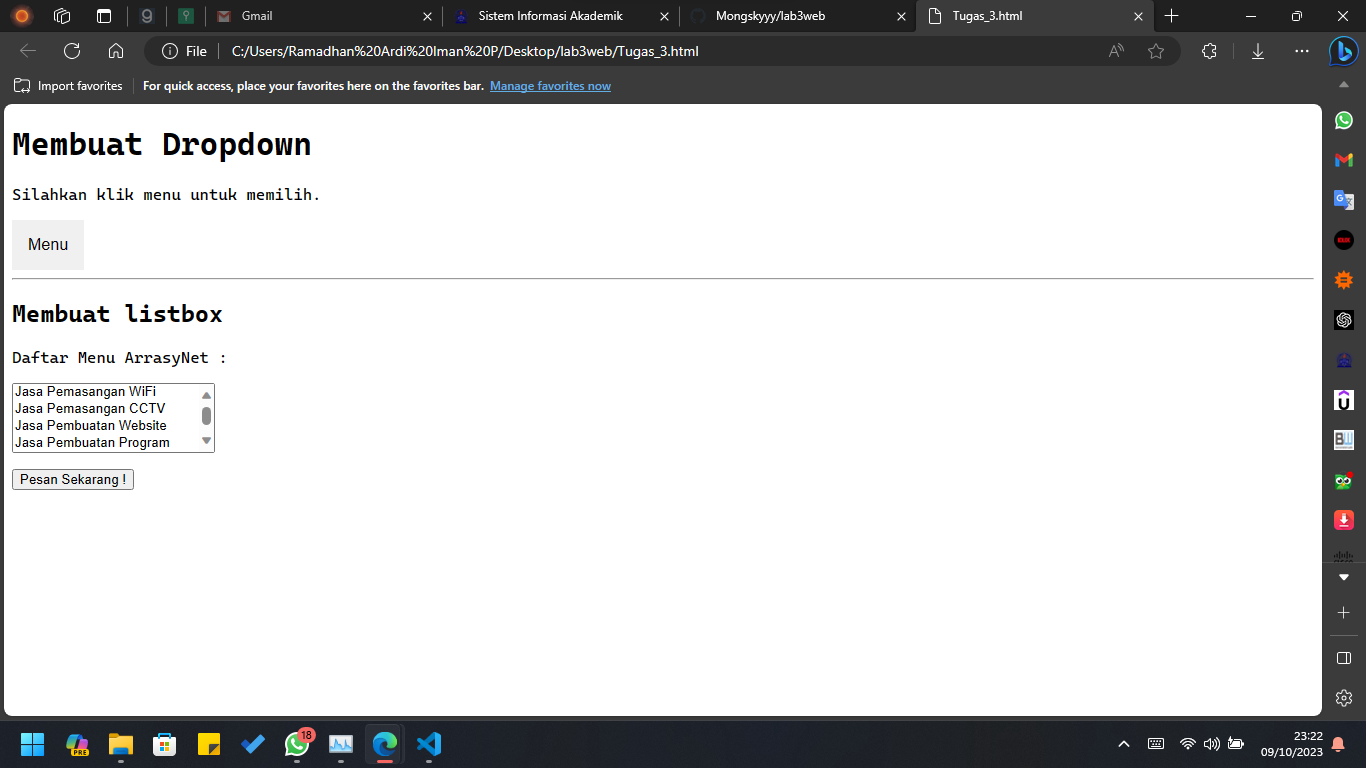 Gmail
Sistem Informasi Akademik
Mongskyyy/lab3web
Tugas_3.html
File
C:/Users/Ramadhan%20Ardi%20Iman%20P/Desktop/lab3web/Tugas_3.html
Import favorites
For quick access, place your favorites here on the favorites bar. Manage favorites now
Membuat Dropdown
Silahkan klik menu untuk memilih.
Menu
Membuat listbox
Daftar Menu ArrasyNet :
Jasa Pemasangan WiFi
Jasa Pemasangan CCTV
Jasa Pembuatan Website
Jasa Pembuatan Program
Pesan Sekarang !
BW
PRE
18
23:22
09/10/2023